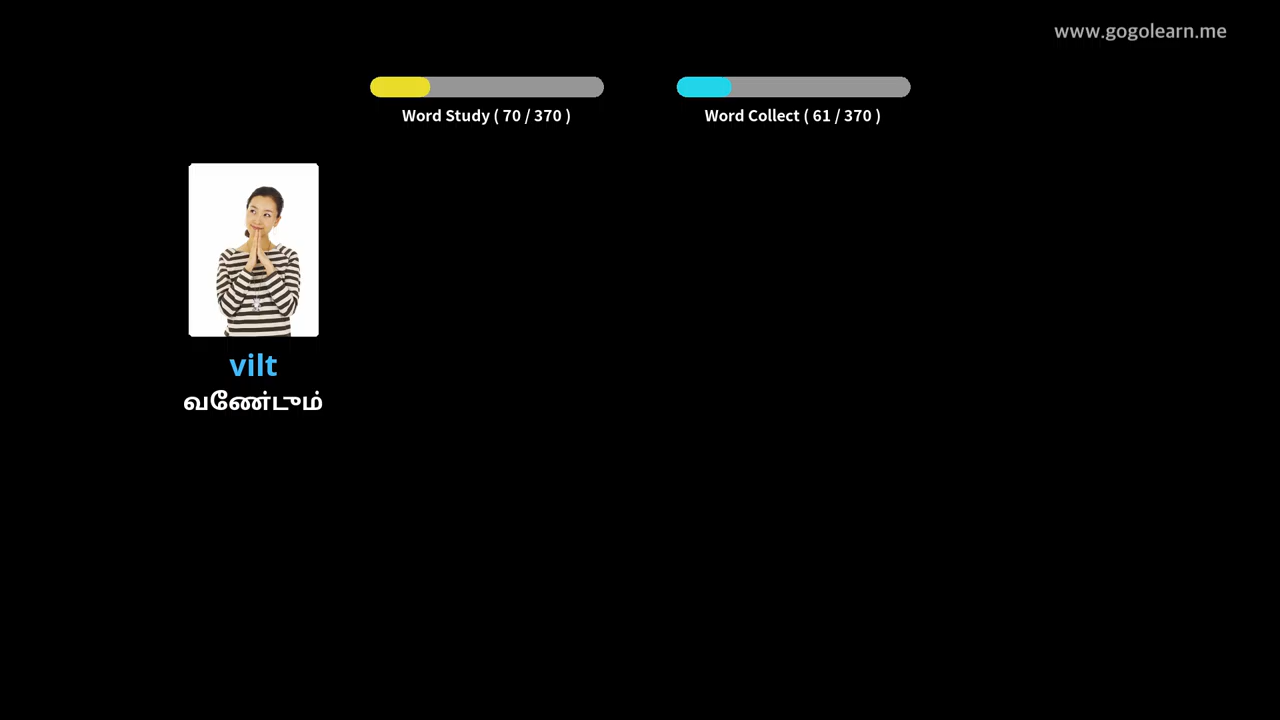 www.gogolearn.me
Word Study ( 70 / 370 )
Word Collect ( 61 / 370 )
vilt
வேண்டும்